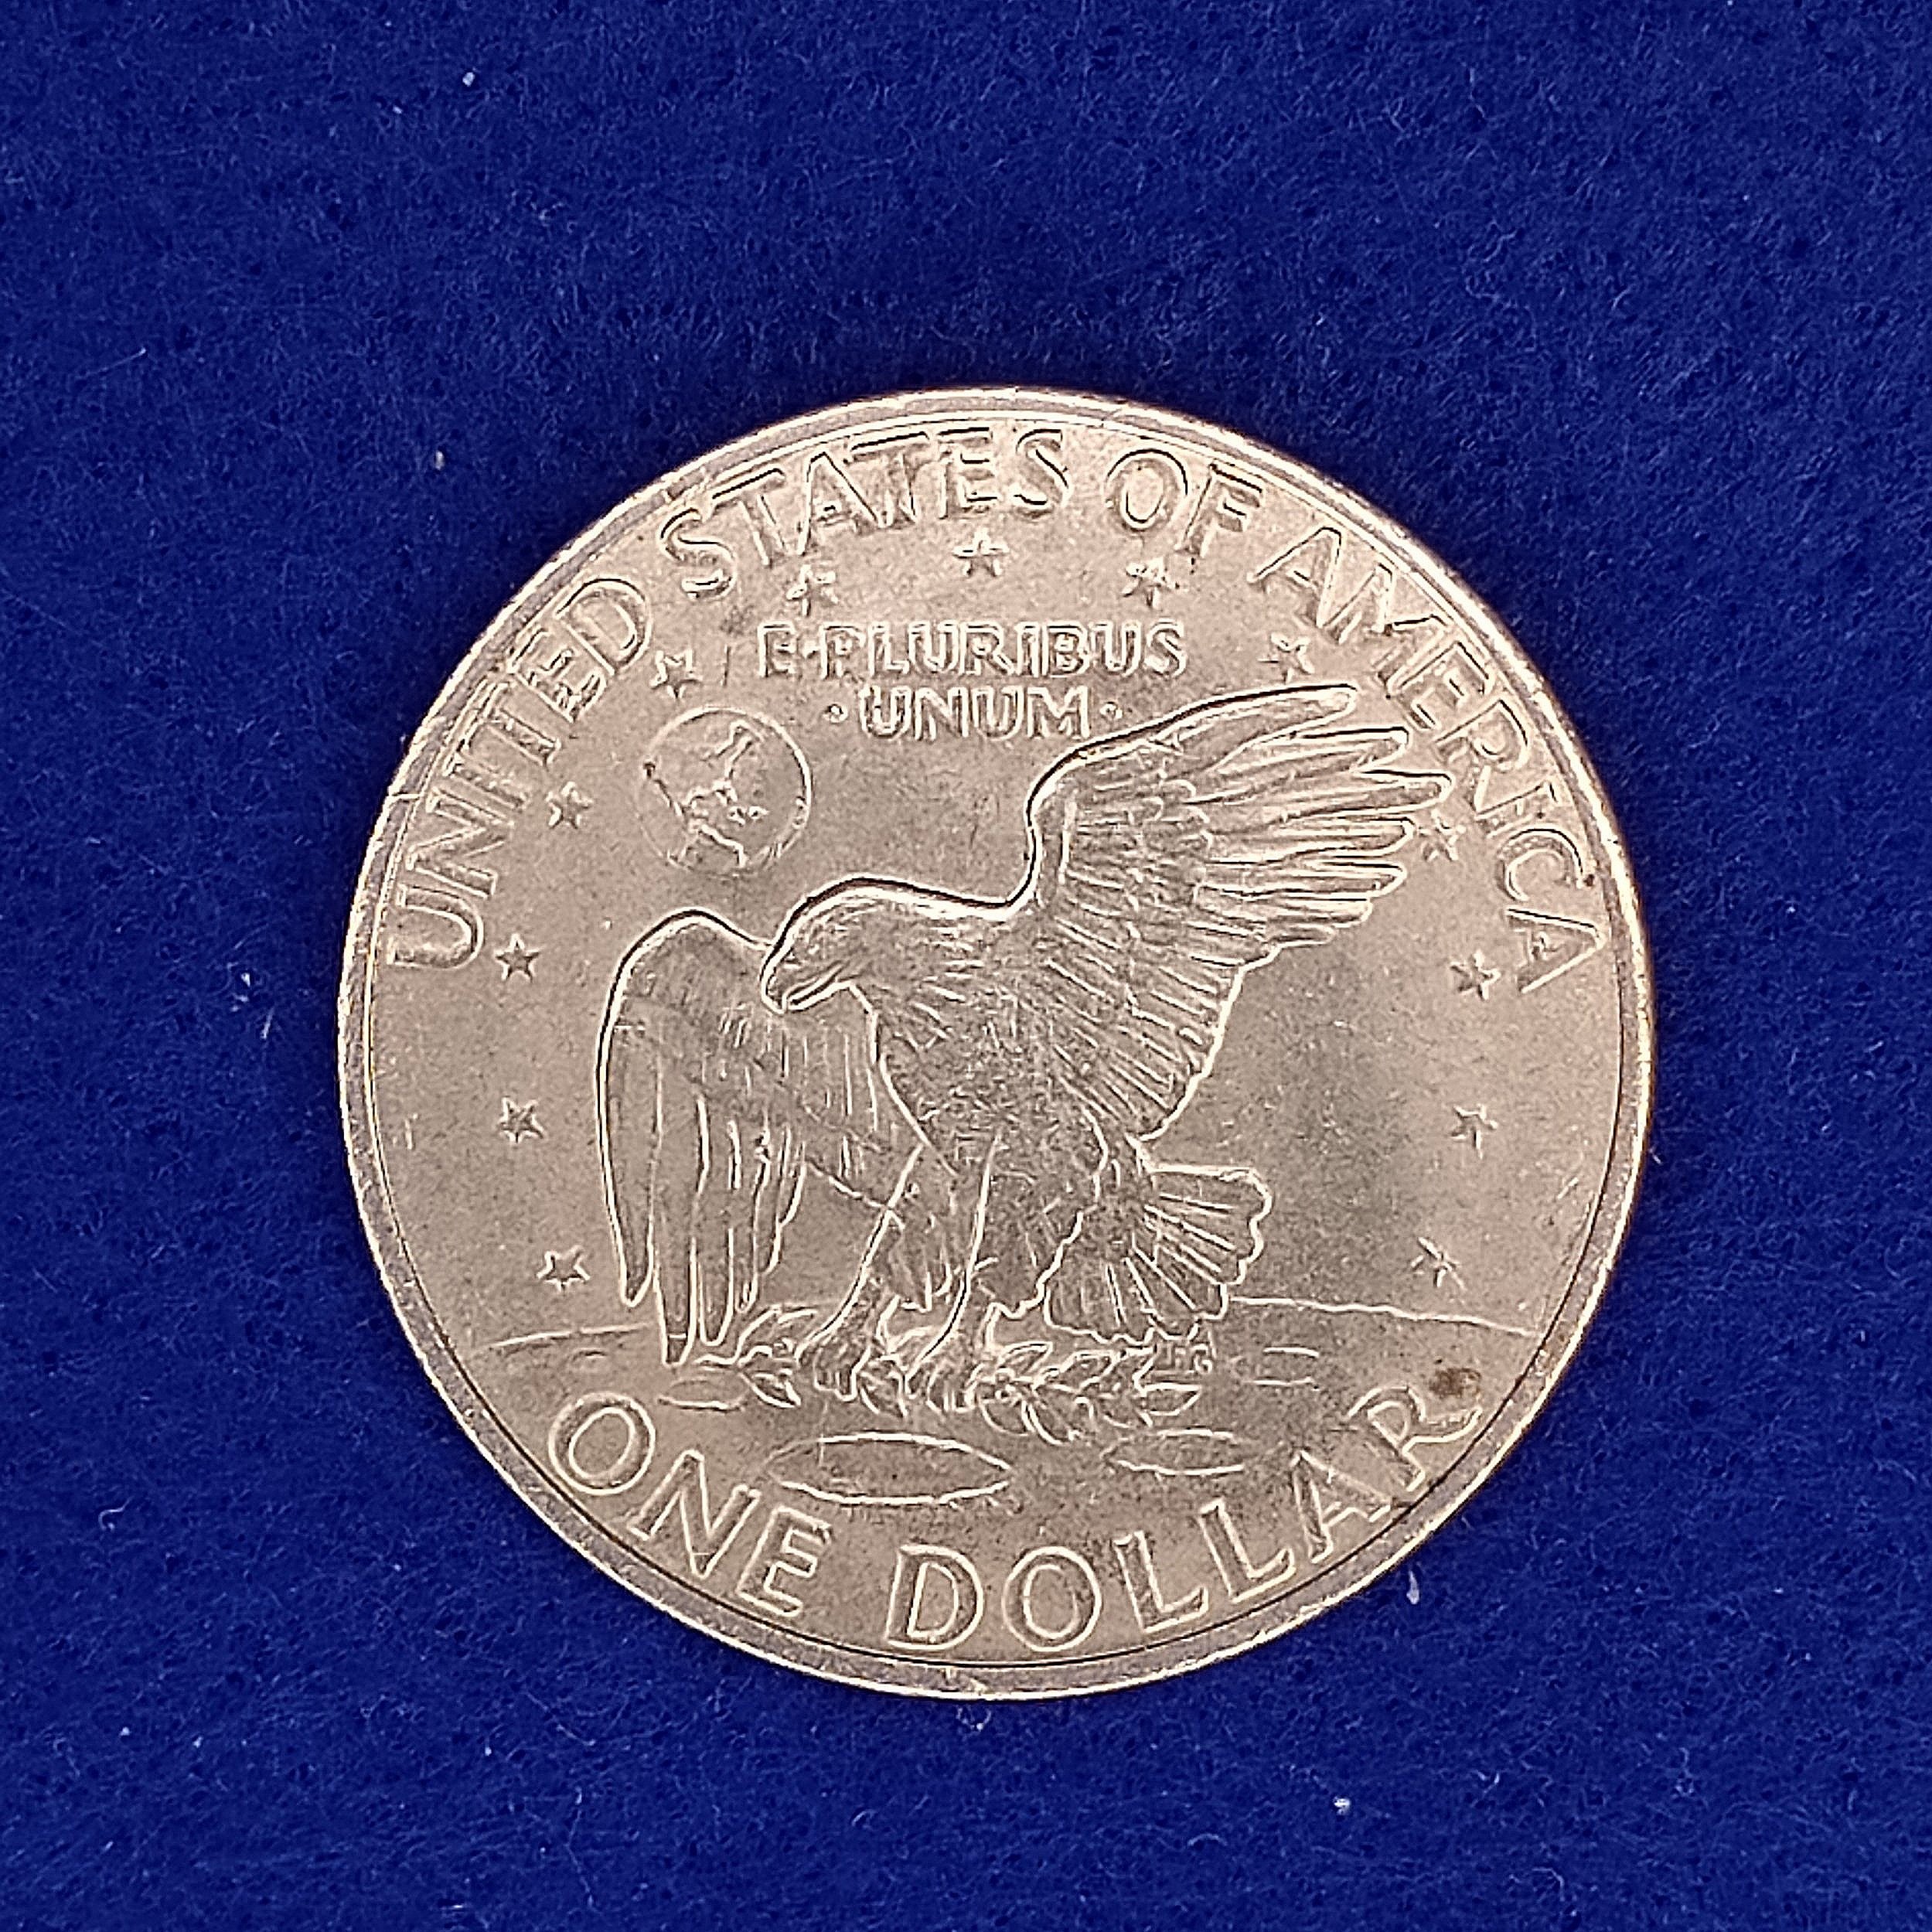 UNITED STATES OF AMERICA
E·PLURIBUS
·UNUM·
ONE DOLLAR